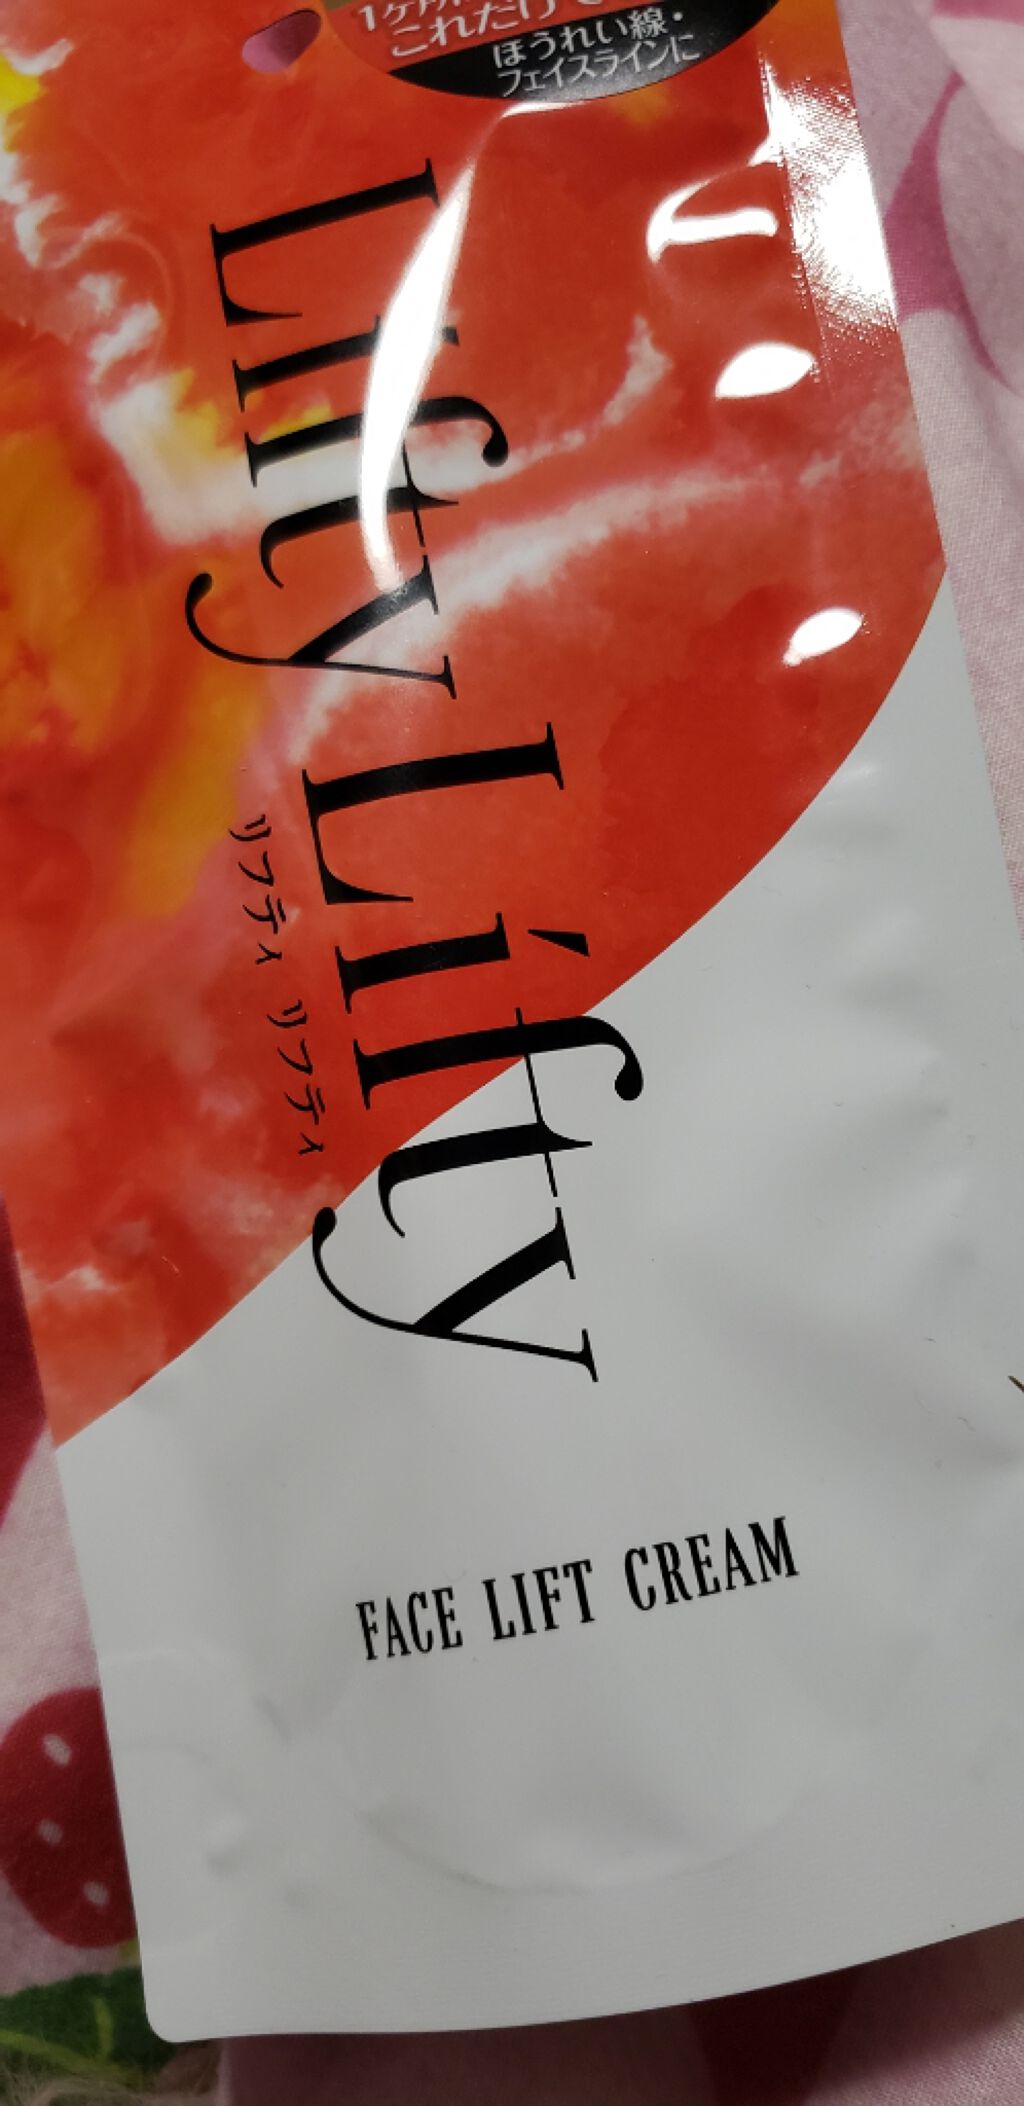 これだけで
ほうれい線・
フェイスラインに
Lifty Lifty
リフティ リフティ
FACE LIFT CREAM